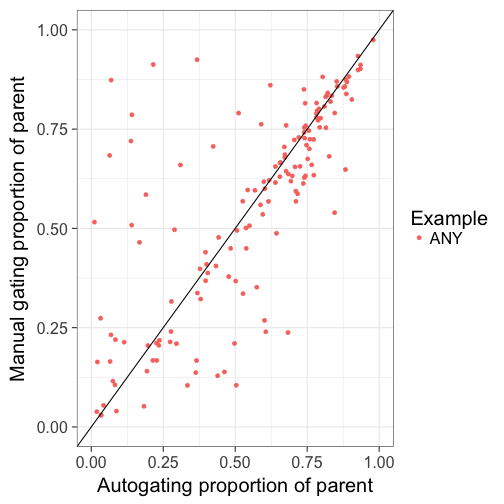 Manual gating proportion of parent
1.00
0.75
0.50
0.25
0.00
0.00 0.25 0.50 0.75 1.00
Autogating proportion of parent
Example
ANY